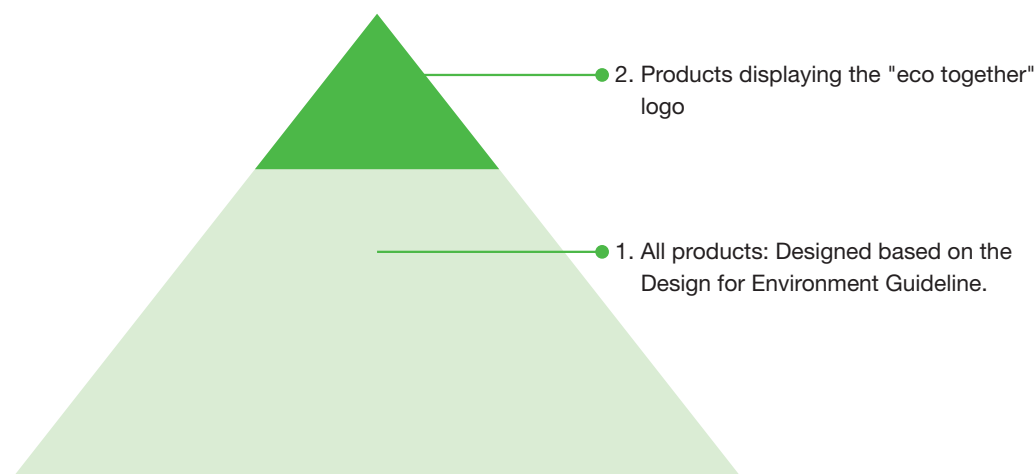 2. Products displaying the "eco together"
logo
1. All products: Designed based on the
Design for Environment Guideline.